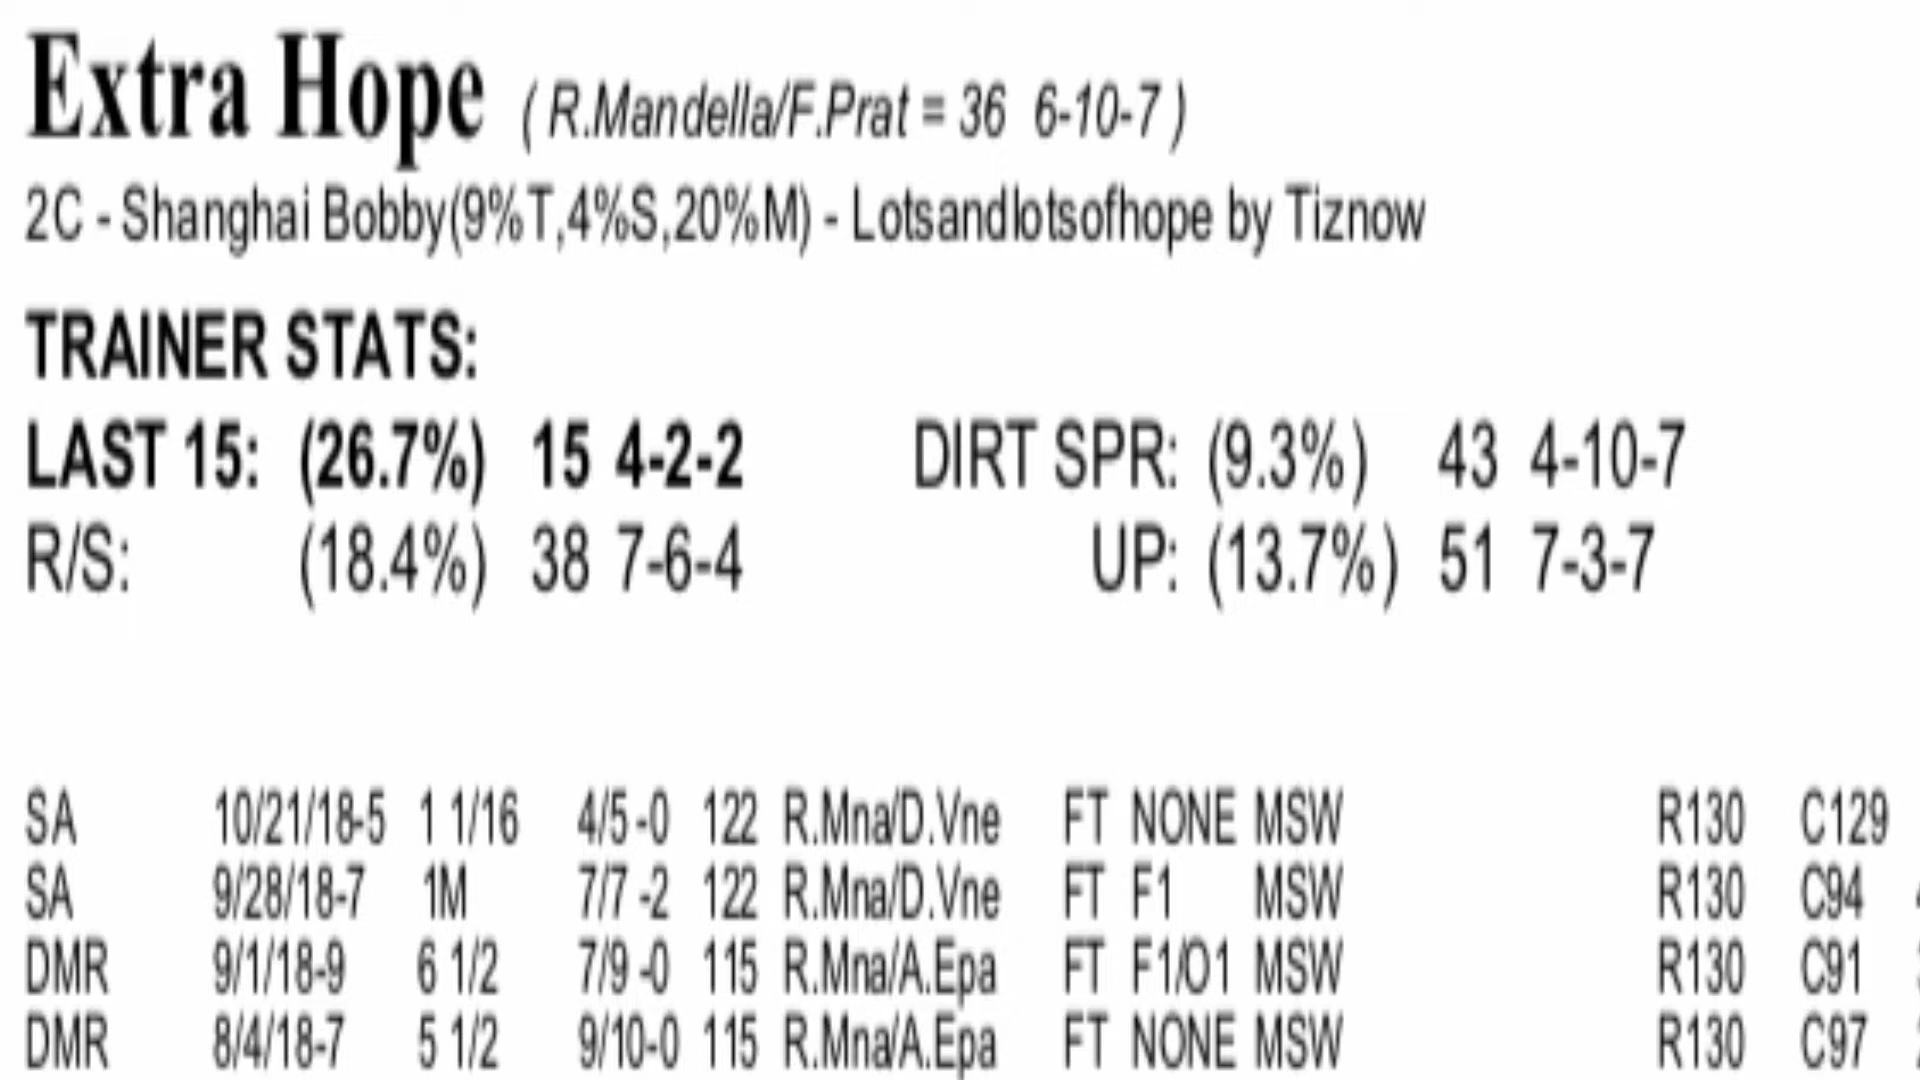 Extra Hope ( R.Mandella/F.Prat = 36 6-10-7 )
2C - Shanghai Bobby(9%T,4%S,20%M) - Lotsandlotsofhope by Tiznow
TRAINER STATS:
LAST 15: (26.7%) 15 4-2-2 DIRT SPR: (9.3%) 43 4-10-7
R/S: (18.4%) 38 7-6-4 UP: (13.7%) 51 7-3-7
SA 10/21/18-5 1 1/16 4/5 -0 122 R.Mna/D.Vne FT NONE MSW R130 C129
SA 9/28/18-7 1M 7/7 -2 122 R.Mna/D.Vne FT F1 MSW R130 C94
DMR 9/1/18-9 6 1/2 7/9 -0 115 R.Mna/A.Epa FT F1/O1 MSW R130 C91
DMR 8/4/18-7 5 1/2 9/10-0 115 R.Mna/A.Epa FT NONE MSW R130 C97